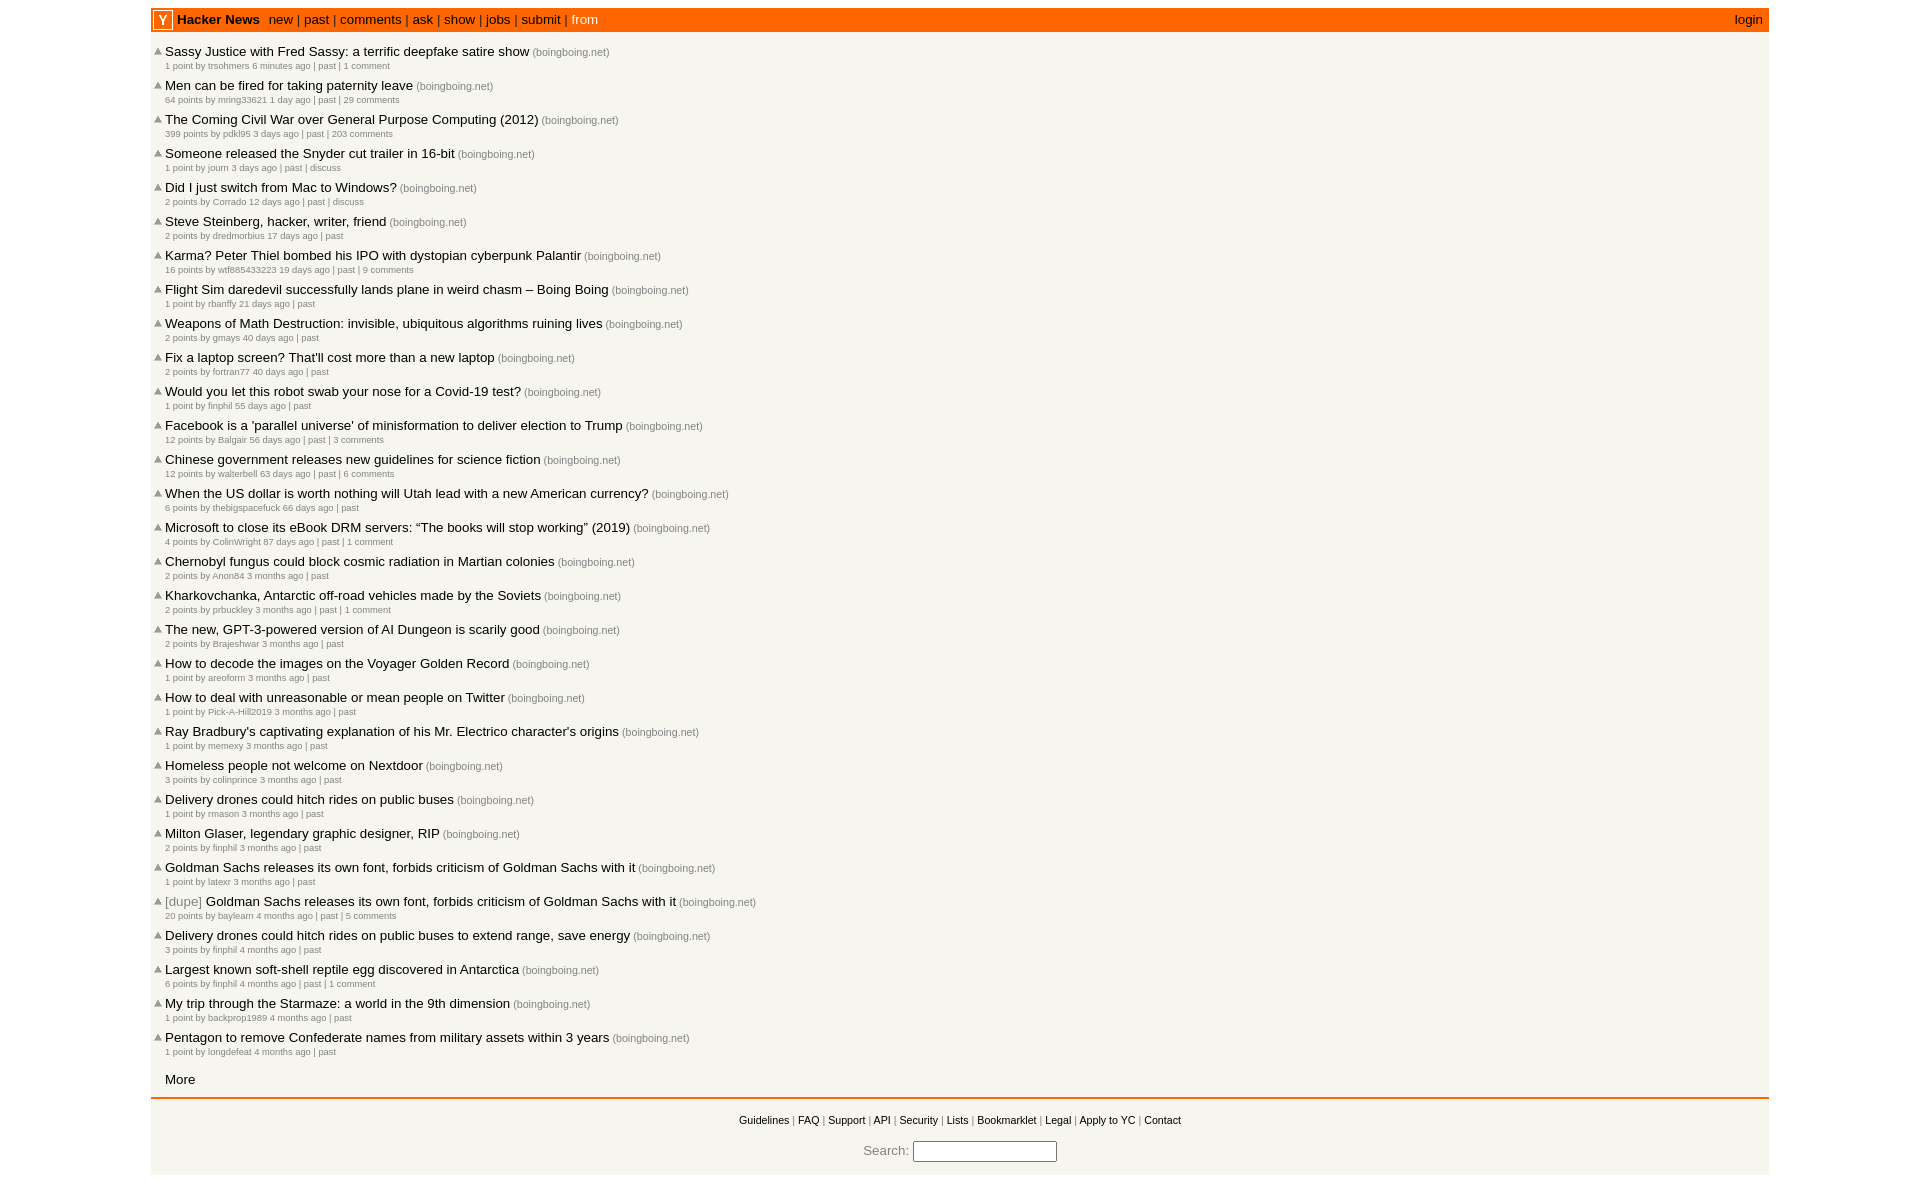 Y Hacker News new | past | comments | ask | show | jobs | submit | from login
Sassy Justice with Fred Sassy: a terrific deepfake satire show (boingboing.net)
1 point by trsohmers 6 minutes ago | past | 1 comment
Men can be fired for taking paternity leave (boingboing.net)
64 points by mring33621 1 day ago | past | 29 comments
The Coming Civil War over General Purpose Computing (2012) (boingboing.net)
399 points by pdkl95 3 days ago | past | 203 comments
Someone released the Snyder cut trailer in 16-bit (boingboing.net)
1 point by journ 3 days ago | past | discuss
Did I just switch from Mac to Windows? (boingboing.net)
2 points by Corrado 12 days ago | past | discuss
Steve Steinberg, hacker, writer, friend (boingboing.net)
2 points by dredmorbius 17 days ago | past
Karma? Peter Thiel bombed his IPO with dystopian cyberpunk Palantir (boingboing.net)
16 points by wtf885433223 19 days ago | past | 9 comments
Flight Sim daredevil successfully lands plane in weird chasm – Boing Boing (boingboing.net)
1 point by rbanffy 21 days ago | past
Weapons of Math Destruction: invisible, ubiquitous algorithms ruining lives (boingboing.net)
2 points by gmays 40 days ago | past
Fix a laptop screen? That'll cost more than a new laptop (boingboing.net)
2 points by fortran77 40 days ago | past
Would you let this robot swab your nose for a Covid-19 test? (boingboing.net)
1 point by finphil 55 days ago | past
Facebook is a 'parallel universe' of minisformation to deliver election to Trump (boingboing.net)
12 points by Balgair 56 days ago | past | 3 comments
Chinese government releases new guidelines for science fiction (boingboing.net)
12 points by walterbell 63 days ago | past | 6 comments
When the US dollar is worth nothing will Utah lead with a new American currency? (boingboing.net)
6 points by thebigspacefuck 66 days ago | past
Microsoft to close its eBook DRM servers: “The books will stop working” (2019) (boingboing.net)
4 points by ColinWright 87 days ago | past | 1 comment
Chernobyl fungus could block cosmic radiation in Martian colonies (boingboing.net)
2 points by Anon84 3 months ago | past
Kharkovchanka, Antarctic off-road vehicles made by the Soviets (boingboing.net)
2 points by prbuckley 3 months ago | past | 1 comment
The new, GPT-3-powered version of AI Dungeon is scarily good (boingboing.net)
2 points by Brajeshwar 3 months ago | past
How to decode the images on the Voyager Golden Record (boingboing.net)
1 point by areoform 3 months ago | past
How to deal with unreasonable or mean people on Twitter (boingboing.net)
1 point by Pick-A-Hill2019 3 months ago | past
Ray Bradbury's captivating explanation of his Mr. Electrico character's origins (boingboing.net)
1 point by memexy 3 months ago | past
Homeless people not welcome on Nextdoor (boingboing.net)
3 points by colinprince 3 months ago | past
Delivery drones could hitch rides on public buses (boingboing.net)
1 point by rmason 3 months ago | past
Milton Glaser, legendary graphic designer, RIP (boingboing.net)
2 points by finphil 3 months ago | past
Goldman Sachs releases its own font, forbids criticism of Goldman Sachs with it (boingboing.net)
1 point by latexr 3 months ago | past
[dupe] Goldman Sachs releases its own font, forbids criticism of Goldman Sachs with it (boingboing.net)
20 points by baylearn 4 months ago | past | 5 comments
Delivery drones could hitch rides on public buses to extend range, save energy (boingboing.net)
3 points by finphil 4 months ago | past
Largest known soft-shell reptile egg discovered in Antarctica (boingboing.net)
6 points by finphil 4 months ago | past | 1 comment
My trip through the Starmaze: a world in the 9th dimension (boingboing.net)
1 point by backprop1989 4 months ago | past
Pentagon to remove Confederate names from military assets within 3 years (boingboing.net)
1 point by longdefeat 4 months ago | past
More
Guidelines | FAQ | Support | API | Security | Lists | Bookmarklet | Legal | Apply to YC | Contact
Search: